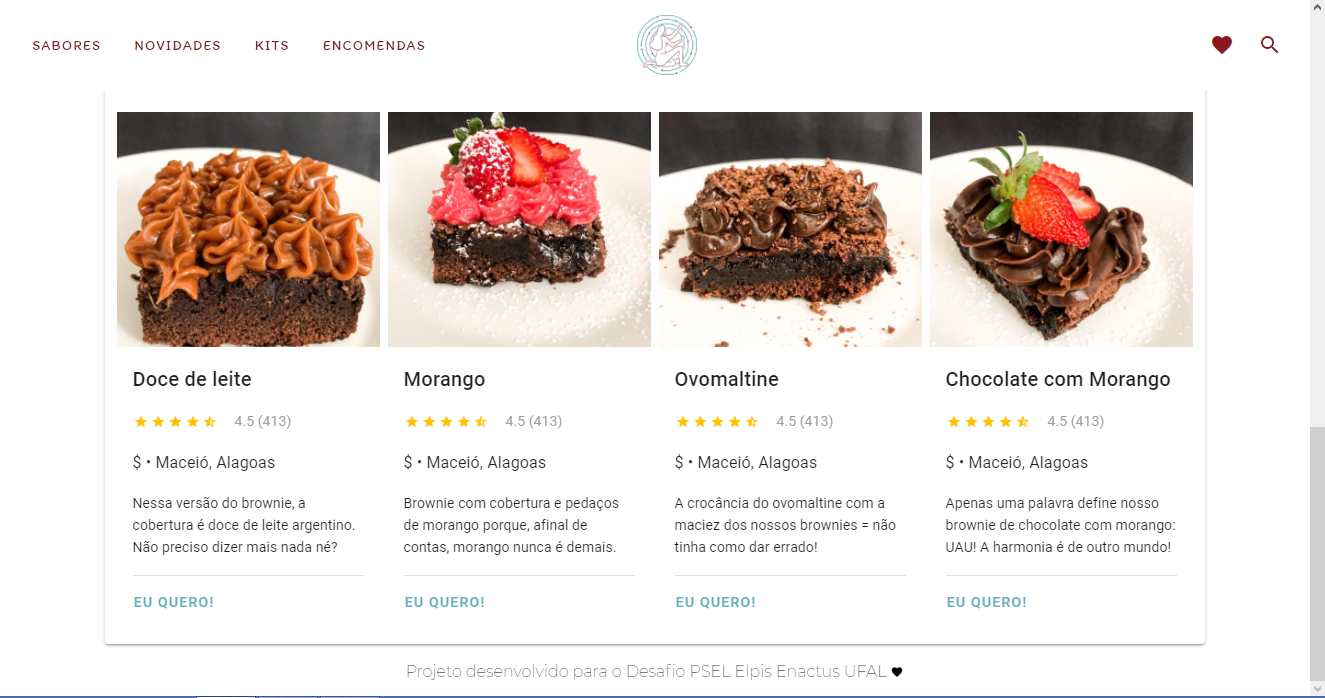 SABORES NOVIDADES KITS ENCOMENDAS
Doce de leite
4.5 (413)
$ • Maceió, Alagoas
Nessa versão do brownie, a
cobertura é doce de leite argentino.
Não preciso dizer mais nada né?
EU QUERO!
Morango
4.5 (413)
$ • Maceió, Alagoas
Brownie com cobertura e pedaços
de morango porque, afinal de
contas, morango nunca é demais.
EU QUERO!
Ovomaltine
4.5 (413)
$ • Maceió, Alagoas
A crocância do ovomaltine com a
maciez dos nossos brownies = não
tinha como dar errado!
EU QUERO!
Chocolate com Morango
4.5 (413)
$ • Maceió, Alagoas
Apenas uma palavra define nosso
brownie de chocolate com morango:
UAU! A harmonia é de outro mundo!
EU QUERO!
Projeto desenvolvido para o Desafio PSEL Elpis Enactus UFAL